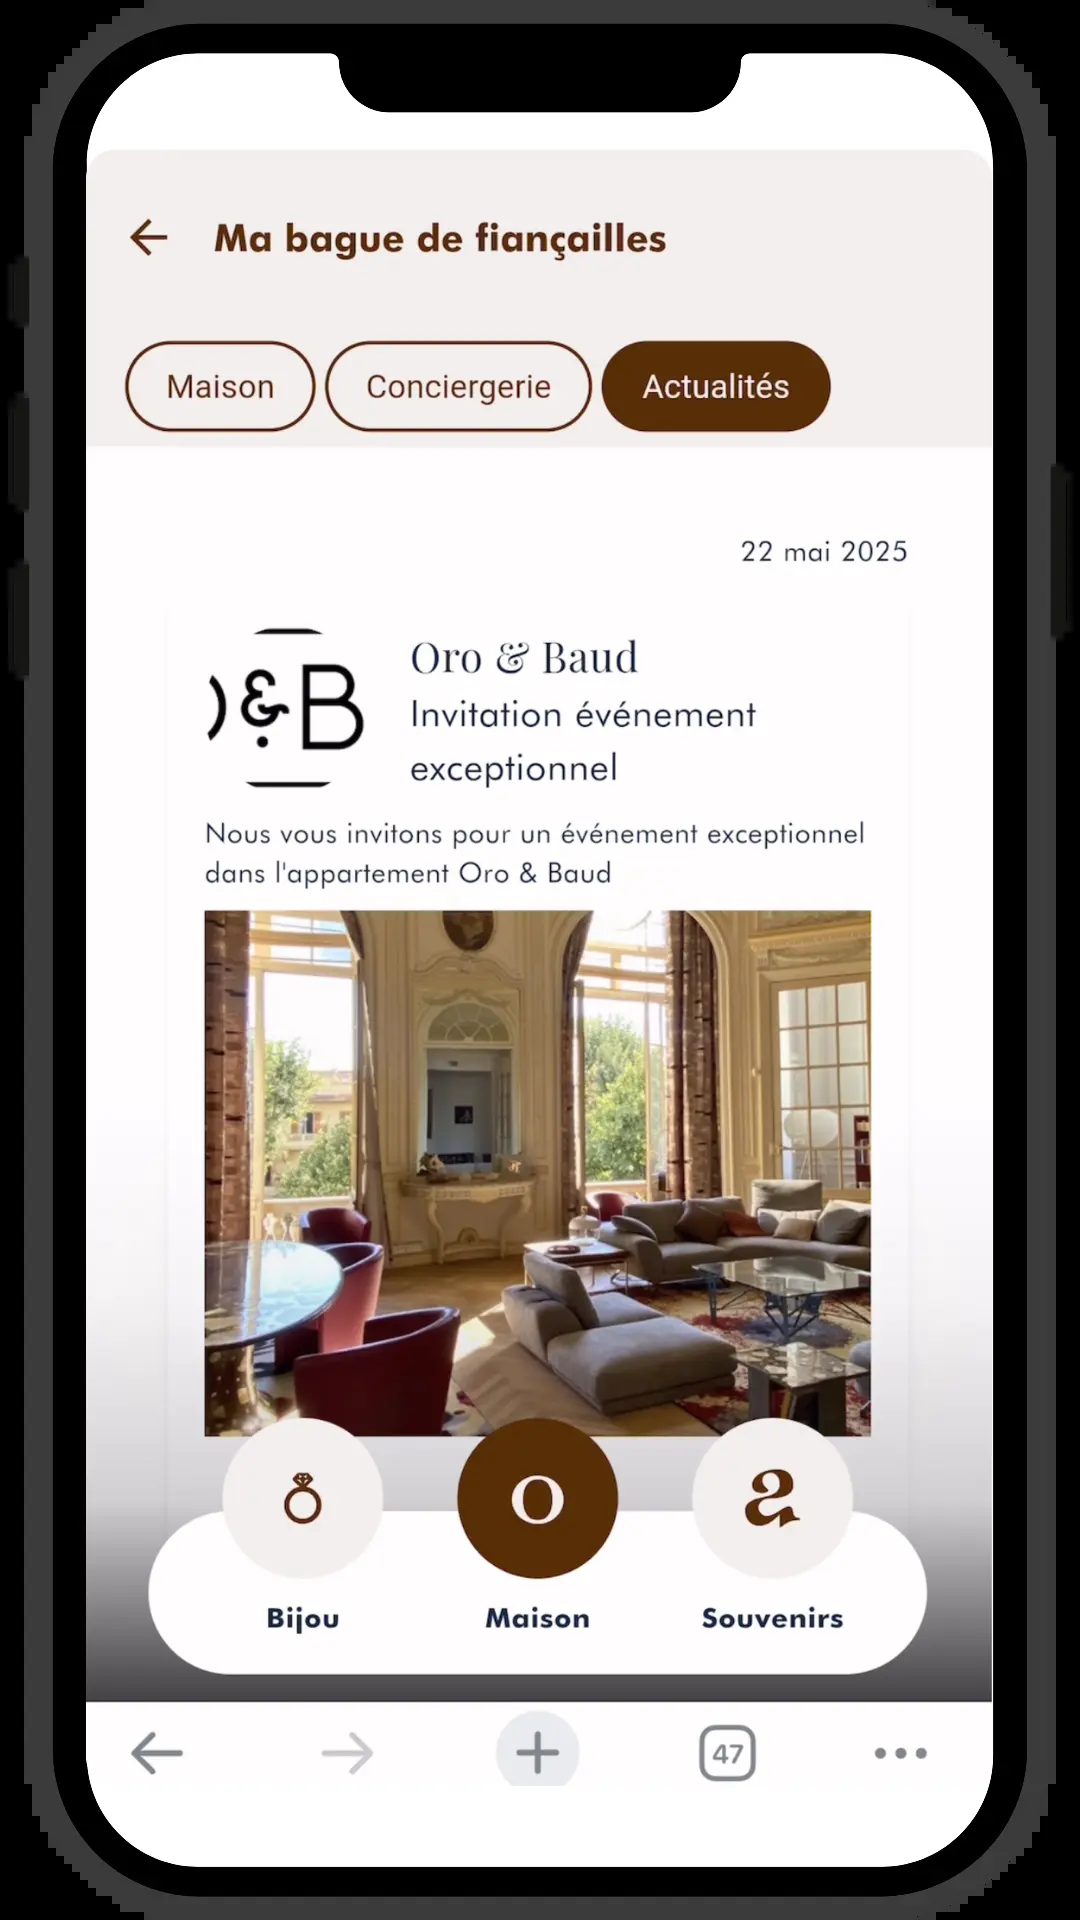 Ma bague de fiançailles
Maison Conciergerie Actualités
22 mai 2025
)&B
Oro & Baud
Invitation événement
exceptionnel
Nous vous invitons pour un événement exceptionnel
dans l'appartement Oro & Baud
o a
Bijou Maison Souvenirs
47